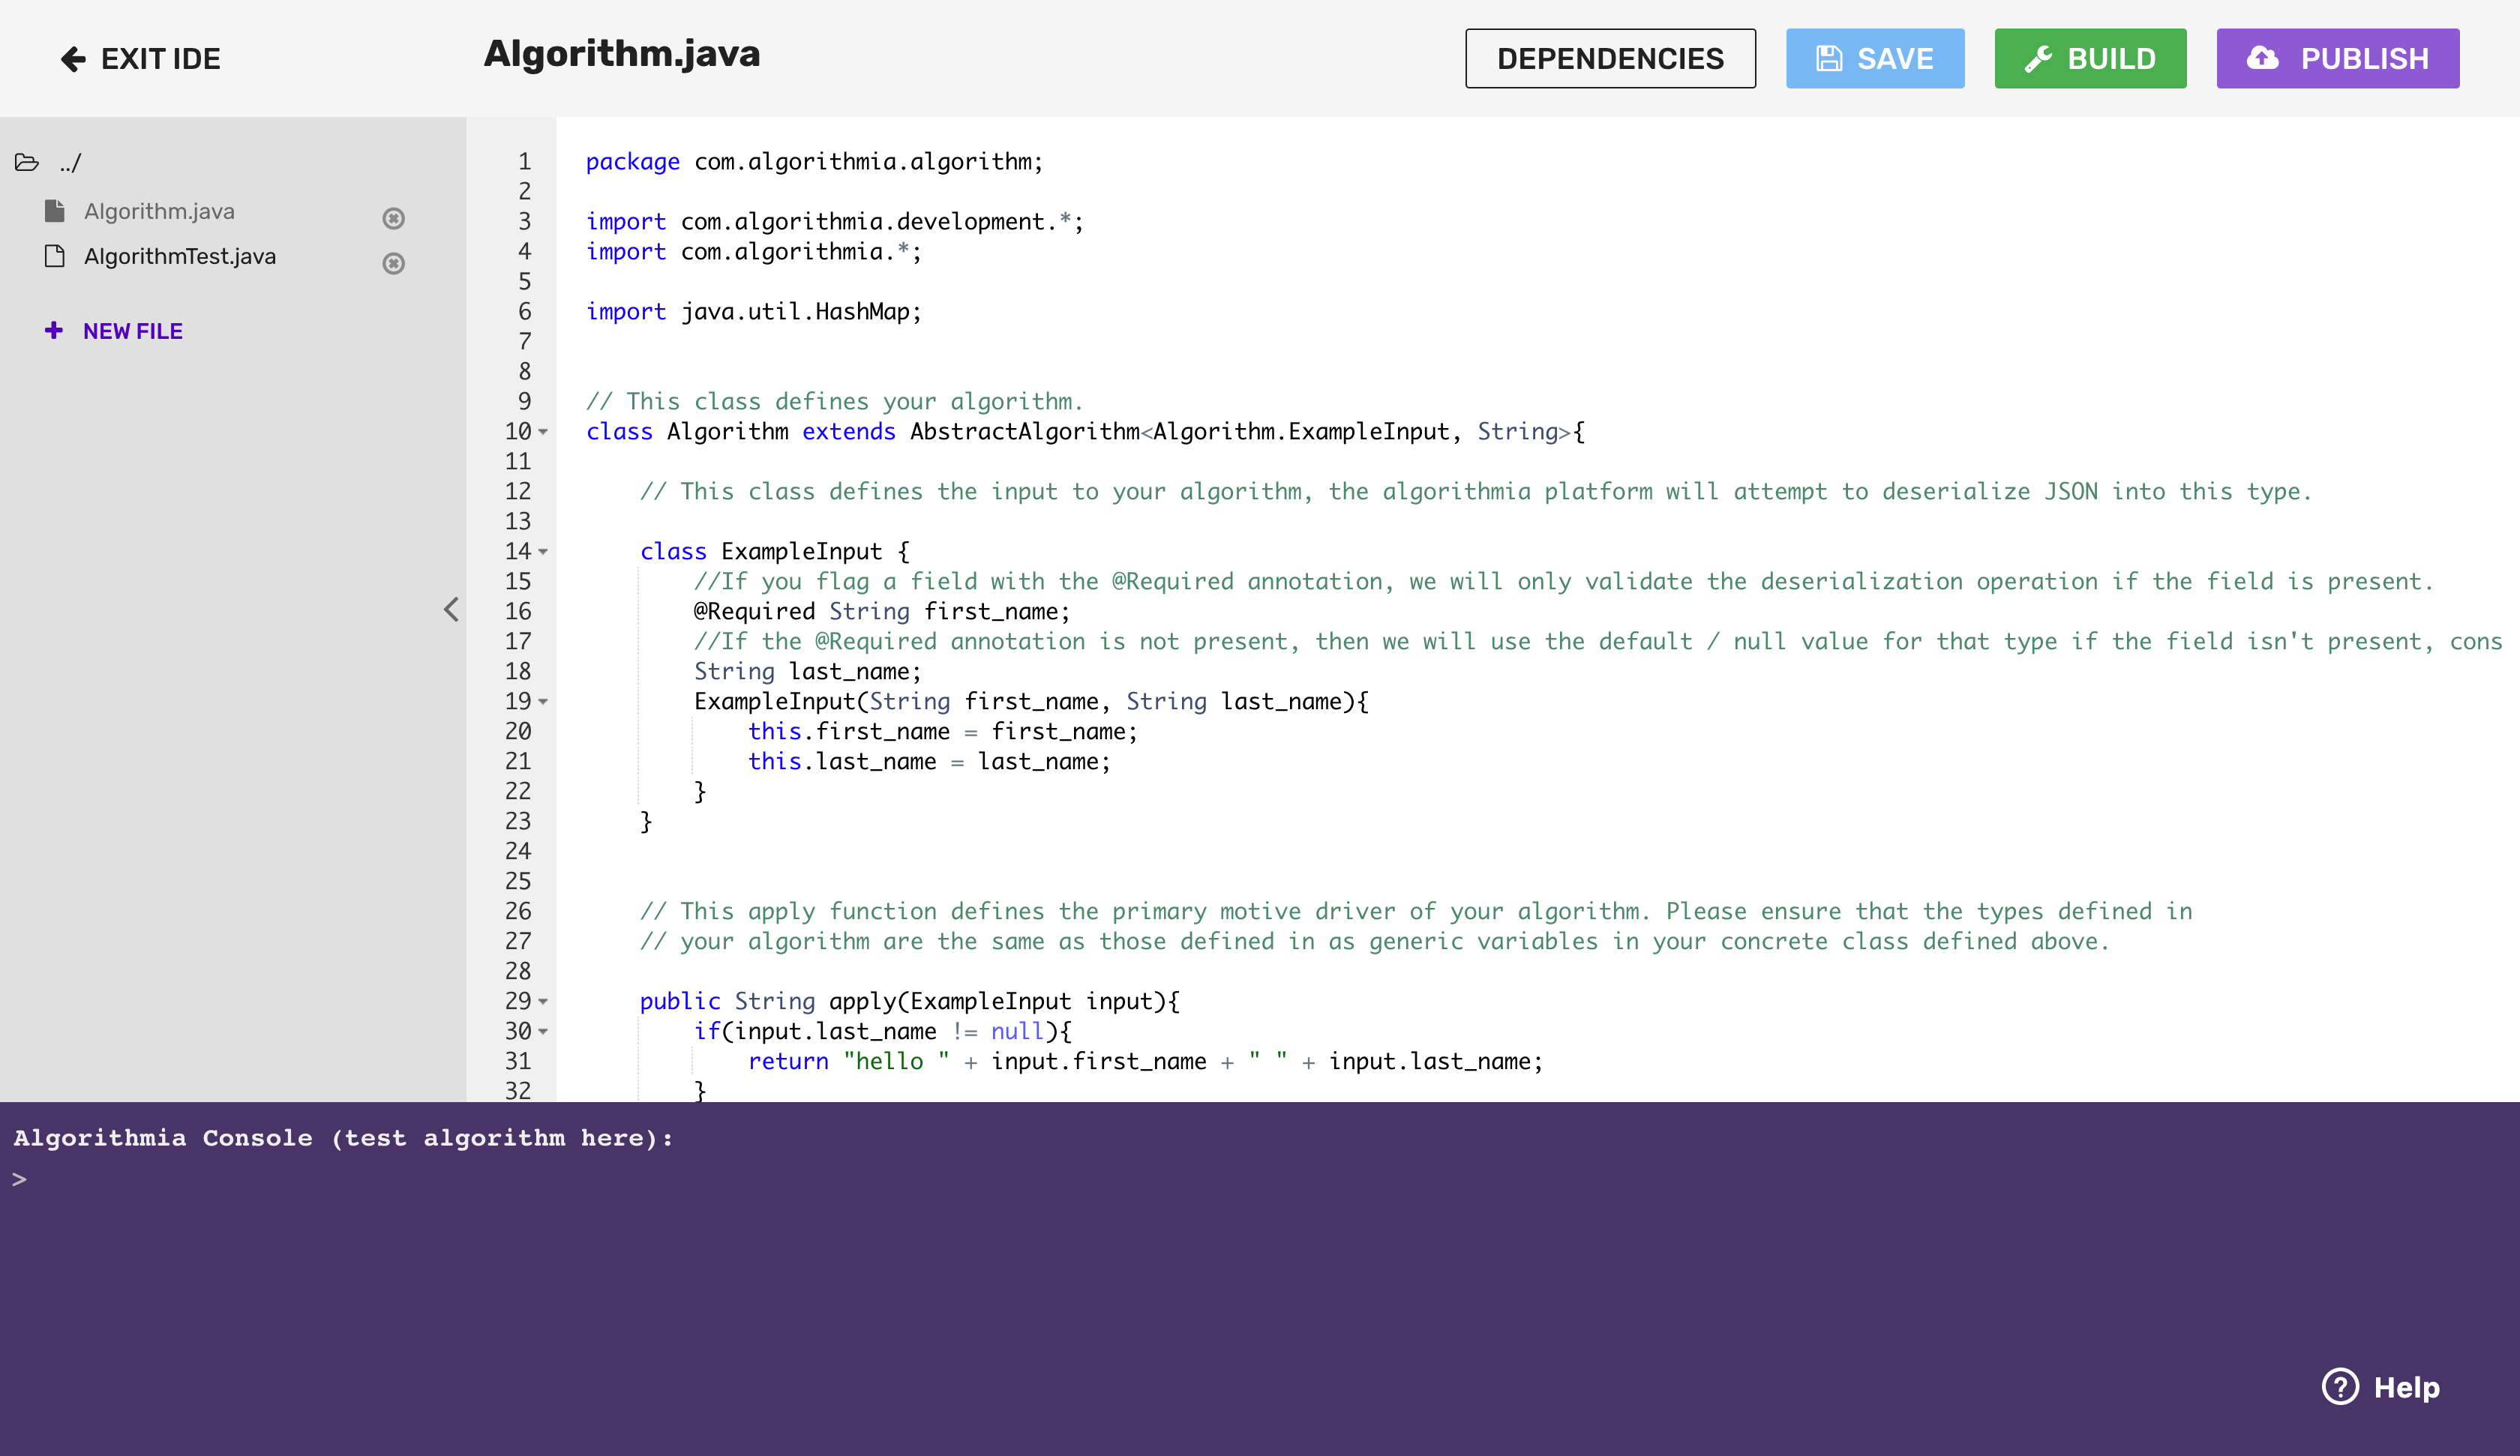 EXIT IDE
Algorithm.java
DEPENDENCIES
SAVE
BUILD
PUBLISH
../
Algorithm.java
AlgorithmTest.java
+ NEW FILE
1 package com.algorithmia.algorithm;
2
3 import com.algorithmia.development.*;
4 import com.algorithmia.*;
5
6 import java.util.HashMap;
7
8
9 // This class defines your algorithm.
10 class Algorithm extends AbstractAlgorithm<Algorithm.ExampleInput, String>{
11
12 // This class defines the input to your algorithm, the algorithmia platform will attempt to deserialize JSON into this type.
13
14 class ExampleInput {
15 //If you flag a field with the @Required annotation, we will only validate the deserialization operation if the field is present.
16 @Required String first_name;
17 //If the @Required annotation is not present, then we will use the default / null value for that type if the field isn't present, cons
18 String last_name;
19 ExampleInput(String first_name, String last_name){
20 this.first_name = first_name;
21 this.last_name = last_name;
22 }
23 }
24
25
26 // This apply function defines the primary motive driver of your algorithm. Please ensure that the types defined in
27 // your algorithm are the same as those defined in as generic variables in your concrete class defined above.
28
29 public String apply(ExampleInput input){
30 if(input.last_name != null){
31 return "hello " + input.first_name + " " + input.last_name;
32 }
Algorithmia Console (test algorithm here):
>
? Help